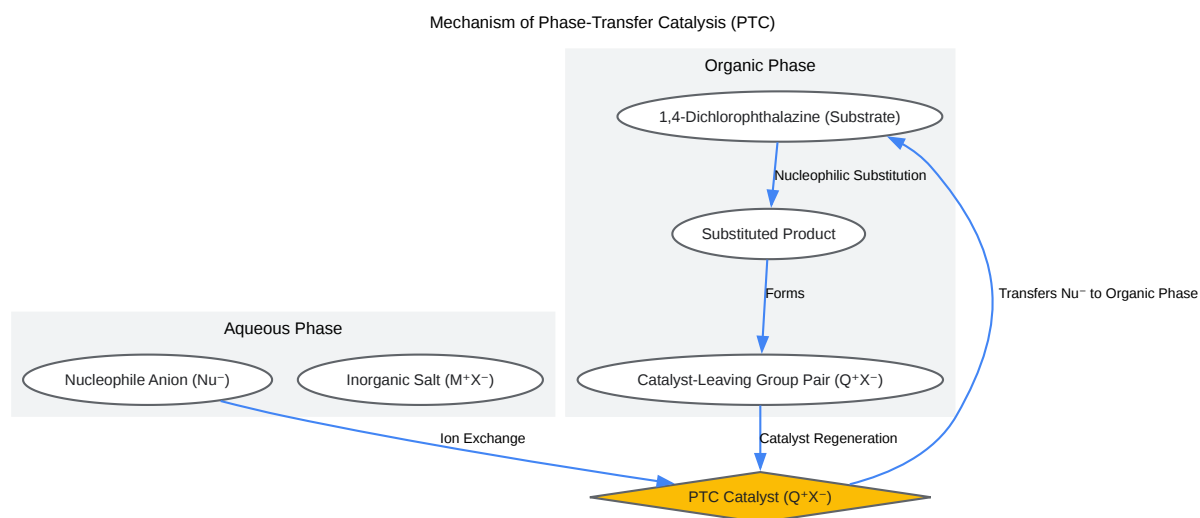 Mechanism of Phase-Transfer Catalysis (PTC)
Organic Phase
1,4-Dichlorophthalazine (Substrate)
Nucleophilic Substitution
Substituted Product
Forms
Transfers Nu⁻ to Organic Phase
Aqueous Phase
Nucleophile Anion (Nu⁻)
Inorganic Salt (M⁺X⁻)
Catalyst-Leaving Group Pair (Q⁺X⁻)
Ion Exchange
Catalyst Regeneration
PTC Catalyst (Q⁺X⁻)